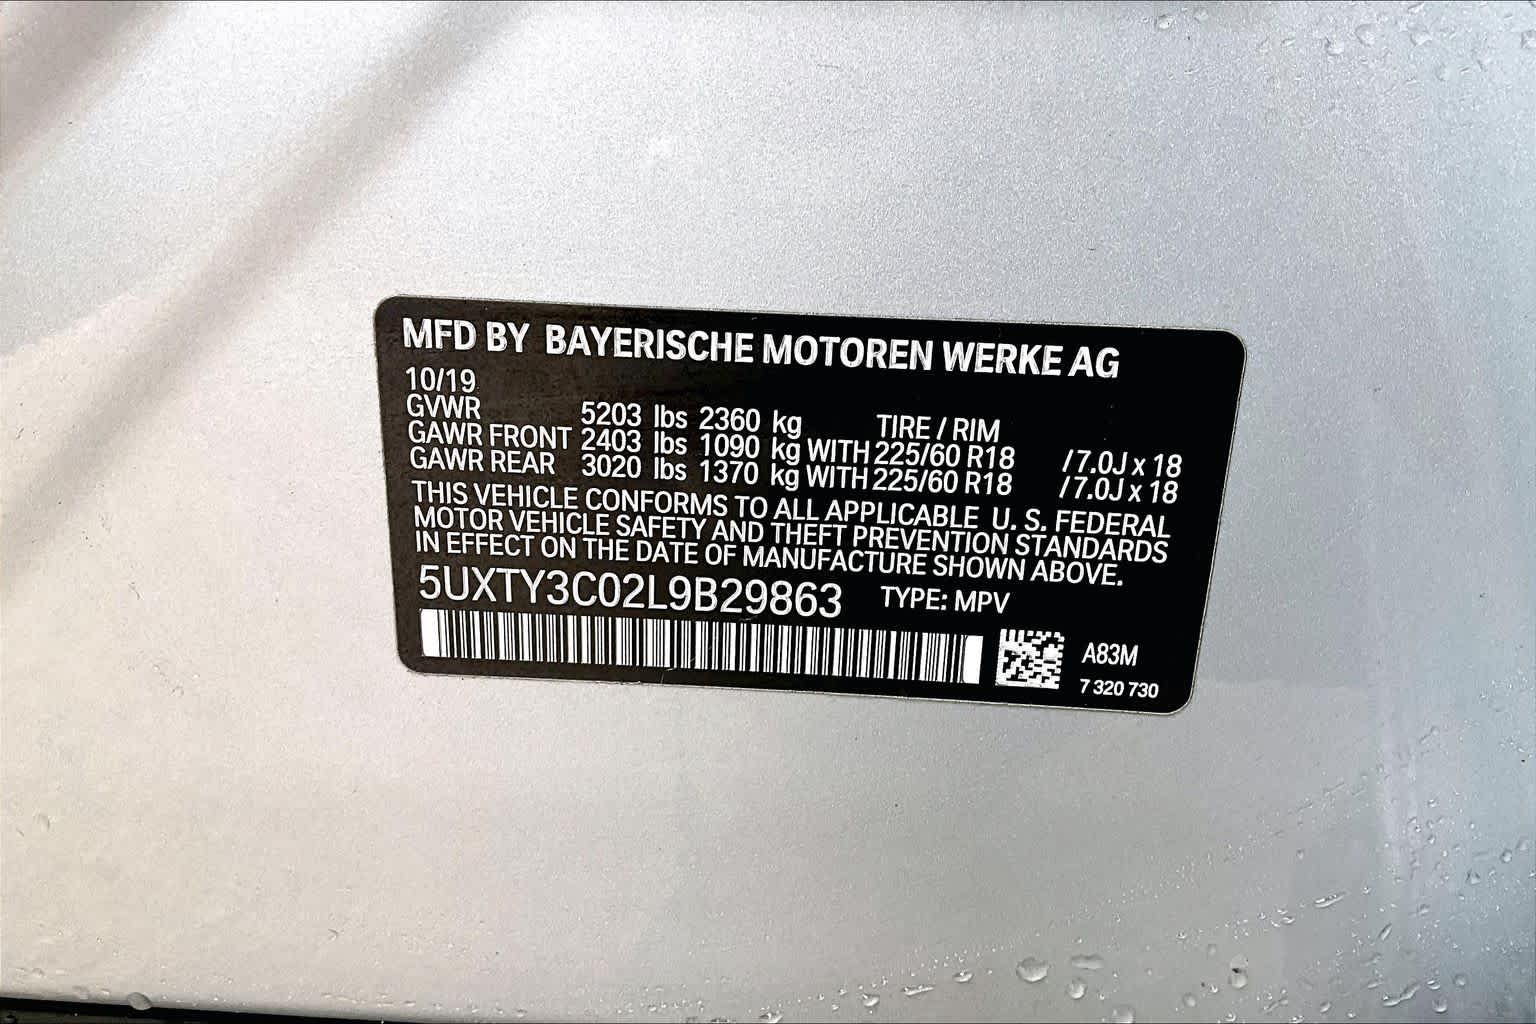 MFD BY BAYERISCHE MOTOREN WERKE AG
10/19
GVWR 5203 lbs 2360 kg TIRE / RIM
GAWR FRONT 2403 lbs 1090 kg WITH 225/60 R18 / 7.0J x 18
GAWR REAR 3020 lbs 1370 kg WITH 225/60 R18 / 7.0J x 18
THIS VEHICLE CONFORMS TO ALL APPLICABLE U. S. FEDERAL
MOTOR VEHICLE SAFETY AND THEFT PREVENTION STANDARDS
IN EFFECT ON THE DATE OF MANUFACTURE SHOWN ABOVE.
5UXTY3C02L9B29863 TYPE: MPV
A83M
7 320 730